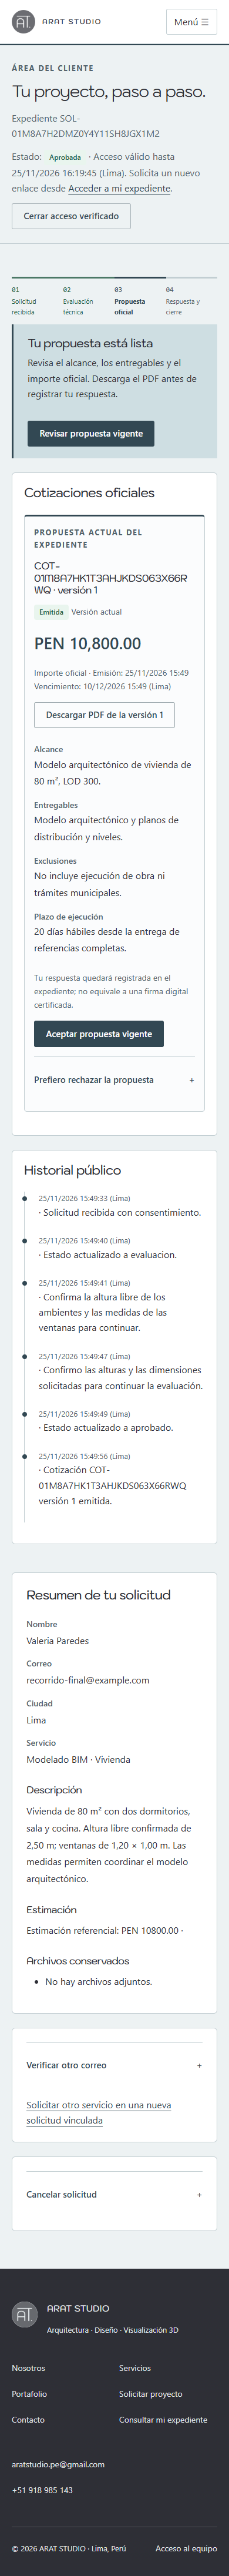 ARAT STUDIO
Menú ☰
ÁREA DEL CLIENTE
Tu proyecto, paso a paso.
Expediente SOL-
01M8A7H2DMZ0Y4Y11SH8JGX1M2
Estado: Aprobada · Acceso válido hasta
25/11/2026 16:19:45 (Lima). Solicita un nuevo
enlace desde Acceder a mi expediente.
Cerrar acceso verificado
01 02 03 04
Solicitud recibida
Evaluación técnica
Propuesta oficial
Respuesta y cierre
Tu propuesta está lista
Revisa el alcance, los entregables y el
importe oficial. Descarga el PDF antes de
registrar tu respuesta.
Revisar propuesta vigente
Cotizaciones oficiales
PROPUESTA ACTUAL DEL
EXPEDIENTE
COT-
01M8A7HK1T3AHJKDS063X66R
WQ · versión 1
Emitida Versión actual
PEN 10,800.00
Importe oficial · Emisión: 25/11/2026 15:49
Vencimiento: 10/12/2026 15:49 (Lima)
Descargar PDF de la versión 1
Alcance
Modelo arquitectónico de vivienda de
80 m², LOD 300.
Entregables
Modelo arquitectónico y planos de
distribución y niveles.
Exclusiones
No incluye ejecución de obra ni
trámites municipales.
Plazo de ejecución
20 días hábiles desde la entrega de
referencias completas.
Tu respuesta quedará registrada en el
expediente; no equivale a una firma digital
certificada.
Aceptar propuesta vigente
Prefiero rechazar la propuesta +
Historial público
25/11/2026 15:49:33 (Lima)
· Solicitud recibida con consentimiento.
25/11/2026 15:49:40 (Lima)
· Estado actualizado a evaluacion.
25/11/2026 15:49:41 (Lima)
· Confirma la altura libre de los
ambientes y las medidas de las
ventanas para continuar.
25/11/2026 15:49:47 (Lima)
· Confirmo las alturas y las dimensiones
solicitadas para continuar la evaluación.
25/11/2026 15:49:49 (Lima)
· Estado actualizado a aprobado.
25/11/2026 15:49:56 (Lima)
· Cotización COT-
01M8A7HK1T3AHJKDS063X66RWQ
versión 1 emitida.
Resumen de tu solicitud
Nombre
Valeria Paredes
Correo
recorrido-final@example.com
Ciudad
Lima
Servicio
Modelado BIM · Vivienda
Descripción
Vivienda de 80 m² con dos dormitorios,
sala y cocina. Altura libre confirmada de
2,50 m; ventanas de 1,20 × 1,00 m. Las
medidas permiten coordinar el modelo
arquitectónico.
Estimación
Estimación referencial: PEN 10800.00 ·
Archivos conservados
• No hay archivos adjuntos.
Verificar otro correo +
Solicitar otro servicio en una nueva
solicitud vinculada
Cancelar solicitud +
ARAT STUDIO
Arquitectura · Diseño · Visualización 3D
Nosotros Servicios
Portafolio Solicitar proyecto
Contacto Consultar mi expediente
aratstudio.pe@gmail.com
+51 918 985 143
© 2026 ARAT STUDIO · Lima, Perú Acceso al equipo